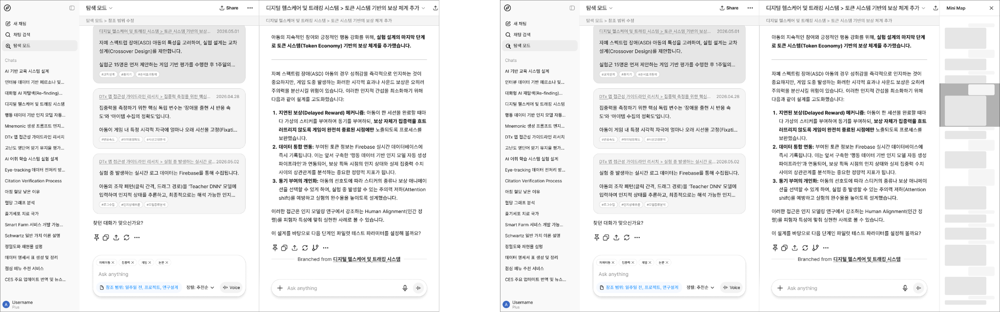 새 채팅
채팅 검색
탐색 모드
Chats
AI 기반 교육 시스템 설계
인터뷰 데이터 기반 페르소나 및...
대화형 AI 재탐색(Re-finding)...
디지털 헬스케어 및 트래킹 시스템
행동 데이터 기반 인지 모델 자동...
Mnemonic 생성 프롬프트 엔지...
DTx 앱 접근성 가이드라인 리서치
고난도 영단어 암기 유지율 평가...
AI 어휘 학습 시스템 실험 설계
Eye-tracking 데이터 전처리 방...
Citation Verification Process
아침 혈당 낮은 이유
혈당 그래프 분석
줄기세포 치료 국가
Smart Farm 서비스 개발 가능...
Schwartz 일반 가치 이론 설명
정밀도와 재현율 설명
데이터 명세서 표 생성 및 정리
점심 메뉴 추천 서비스
CES 주요 업데이트 번역 및 뉴스...
A
Username
Plus
탐색 모드
Share
탐색 모드 > 참조 범위 수정
디지털 헬스케어 및 트래킹 시스템 > 토큰 시스템 기반의 보상... 2026.05.01
자폐 스펙트럼 장애(ASD) 아동의 특성을 고려하여, 실험 설계는 교차
설계(Crossover Design)를 제안합니다.
실험군 15명은 먼저 제안하는 게임 기반 평가를 수행한 후 1주일의...
#교차설계 #휴지기 #순서효과통제
DTx 앱 접근성 가이드라인 리서치 > 집중력 측정을 위한 핵심... 2026.04.28
집중력을 측정하기 위한 핵심 독립 변수는 '장애물 출현 시 반응 속
도'와 '아이템 수집의 정확도'입니다.
아동이 게임 내 특정 시각적 자극에 얼마나 오래 시선을 고정(Fixati...
#반응속도 #아이템정확도 #시선고정분석
DTx 앱 접근성 가이드라인 리서치 > 실험 중 발생하는 실시간 로... 2026.05.02
실험 중 발생하는 실시간 로그 데이터는 Firebase를 통해 수집됩니다.
아동의 조작 패턴(클릭 간격, 드래그 경로)을 'Teacher DNN' 모델에
입력하여 인지적 상태를 추론하고, 최종적으로는 해석 가능한 인지...
#로그수집 #인지상태추론 #모델종류분석
찾던 대화가 맞으신가요?
자폐아동 집중력 게임 논문
Ask anything
참조 범위: 일주일 전, 프로젝트, 연구설계 정렬: 추천순 Voice
디지털 헬스케어 및 트래킹 시스템 > 토큰 시스템 기반의 보상 체계 추가
디지털 헬스케어 및 트래킹 시스템 > 토큰 시스템 기반의 보상 체계 추가
아동의 지속적인 참여와 긍정적인 행동 강화를 위해, 실험 설계의 마지막 단계
로 토큰 시스템(Token Economy) 기반의 보상 체계를 추가했습니다.
자폐 스펙트럼 장애(ASD) 아동의 경우 성취감을 즉각적으로 인지하는 것이
중요하지만, 게임 도중 발생하는 화려한 시각적 효과나 사운드 보상은 오히려
주의력을 분산시킬 위험이 있습니다. 이러한 인지적 간섭을 최소화하기 위해
다음과 같이 설계를 고도화했습니다:
1. 지연된 보상(Delayed Reward) 메커니즘: 아동이 한 세션을 완료할 때마
다 가상의 스티커를 부여하여 동기를 부여하되, 보상 자체가 집중력을 흐트
러뜨리지 않도록 게임이 완전히 종료된 시점에만 노출되도록 프로세스를
보완했습니다.
2. 데이터 통합 연동: 부여된 토큰 정보는 Firebase 실시간 데이터베이스에
즉시 기록됩니다. 이는 앞서 구축한 '행동 데이터 기반 인지 모델 자동 생성
파이프라인'과 연동되어, 보상 획득 시점의 인지 상태와 실제 집중력 수치
사이의 상관관계를 분석하는 중요한 정량적 지표가 됩니다.
3. 동기 부여의 개인화: 아동의 선호도에 따라 스티커의 종류나 보상 애니메이
션을 선택할 수 있게 하여, 실험 중 발생할 수 있는 주의력 저하(Attention
shift)를 예방하고 실험의 완수율을 높이도록 설계했습니다.
이러한 접근은 인지 모델링 연구에서 강조하는 Human Alignment(인간 정
렬)를 피험자 특성에 맞춰 실현한 사례로 볼 수 있습니다.
이 설계를 바탕으로 다음 단계인 파일럿 테스트 파라미터를 설정해 볼까요?
Branched from 디지털 헬스케어 및 트래킹 시스템
Ask anything
새 채팅
채팅 검색
탐색 모드
Chats
AI 기반 교육 시스템 설계
인터뷰 데이터 기반 페르소나 및...
대화형 AI 재탐색(Re-finding)...
디지털 헬스케어 및 트래킹 시스템
행동 데이터 기반 인지 모델 자동...
Mnemonic 생성 프롬프트 엔지...
DTx 앱 접근성 가이드라인 리서치
고난도 영단어 암기 유지율 평가...
AI 어휘 학습 시스템 실험 설계
Eye-tracking 데이터 전처리 방...
Citation Verification Process
아침 혈당 낮은 이유
혈당 그래프 분석
줄기세포 치료 국가
Smart Farm 서비스 개발 가능...
Schwartz 일반 가치 이론 설명
정밀도와 재현율 설명
데이터 명세서 표 생성 및 정리
점심 메뉴 추천 서비스
CES 주요 업데이트 번역 및 뉴스...
A
Username
Plus
탐색 모드
Share
탐색 모드 > 참조 범위 수정
디지털 헬스케어 및 트래킹 시스템 > 토큰 시스템 기반의 보상... 2026.05.01
자폐 스펙트럼 장애(ASD) 아동의 특성을 고려하여, 실험 설계는 교차
설계(Crossover Design)를 제안합니다.
실험군 15명은 먼저 제안하는 게임 기반 평가를 수행한 후 1주일의...
#교차설계 #휴지기 #순서효과통제
DTx 앱 접근성 가이드라인 리서치 > 집중력 측정을 위한 핵심... 2026.04.28
집중력을 측정하기 위한 핵심 독립 변수는 '장애물 출현 시 반응 속
도'와 '아이템 수집의 정확도'입니다.
아동이 게임 내 특정 시각적 자극에 얼마나 오래 시선을 고정(Fixati...
#반응속도 #아이템정확도 #시선고정분석
DTx 앱 접근성 가이드라인 리서치 > 실험 중 발생하는 실시간 로... 2026.05.02
실험 중 발생하는 실시간 로그 데이터는 Firebase를 통해 수집됩니다.
아동의 조작 패턴(클릭 간격, 드래그 경로)을 'Teacher DNN' 모델에
입력하여 인지적 상태를 추론하고, 최종적으로는 해석 가능한 인지...
#로그수집 #인지상태추론 #모델종류분석
찾던 대화가 맞으신가요?
자폐아동 집중력 게임 논문
Ask anything
참조 범위: 일주일 전, 프로젝트, 연구설계 정렬: 추천순 Voice
디지털 헬스케어 및 트래킹 시스템 > 토큰 시스템 기반의 보상 체계 추가
디지털 헬스케어 및 트래킹 시스템 > 토큰 시스템 기반의 보상 체계 추가
아동의 지속적인 참여와 긍정적인 행동 강화를 위해, 실험 설계의 마지막 단계
로 토큰 시스템(Token Economy) 기반의 보상 체계를 추가했습니다.
자폐 스펙트럼 장애(ASD) 아동의 경우 성취감을 즉각적으로 인지하는 것이
중요하지만, 게임 도중 발생하는 화려한 시각적 효과나 사운드 보상은 오히려
주의력을 분산시킬 위험이 있습니다. 이러한 인지적 간섭을 최소화하기 위해
다음과 같이 설계를 고도화했습니다:
1. 지연된 보상(Delayed Reward) 메커니즘: 아동이 한 세션을 완료할 때마
다 가상의 스티커를 부여하여 동기를 부여하되, 보상 자체가 집중력을 흐트
러뜨리지 않도록 게임이 완전히 종료된 시점에만 노출되도록 프로세스를
보완했습니다.
2. 데이터 통합 연동: 부여된 토큰 정보는 Firebase 실시간 데이터베이스에
즉시 기록됩니다. 이는 앞서 구축한 '행동 데이터 기반 인지 모델 자동 생성
파이프라인'과 연동되어, 보상 획득 시점의 인지 상태와 실제 집중력 수치
사이의 상관관계를 분석하는 중요한 정량적 지표가 됩니다.
3. 동기 부여의 개인화: 아동의 선호도에 따라 스티커의 종류나 보상 애니메이
션을 선택할 수 있게 하여, 실험 중 발생할 수 있는 주의력 저하(Attention
shift)를 예방하고 실험의 완수율을 높이도록 설계했습니다.
이러한 접근은 인지 모델링 연구에서 강조하는 Human Alignment(인간 정
렬)를 피험자 특성에 맞춰 실현한 사례로 볼 수 있습니다.
이 설계를 바탕으로 다음 단계인 파일럿 테스트 파라미터를 설정해 볼까요?
Branched from 디지털 헬스케어 및 트래킹 시스템
Ask anything
Mini Map